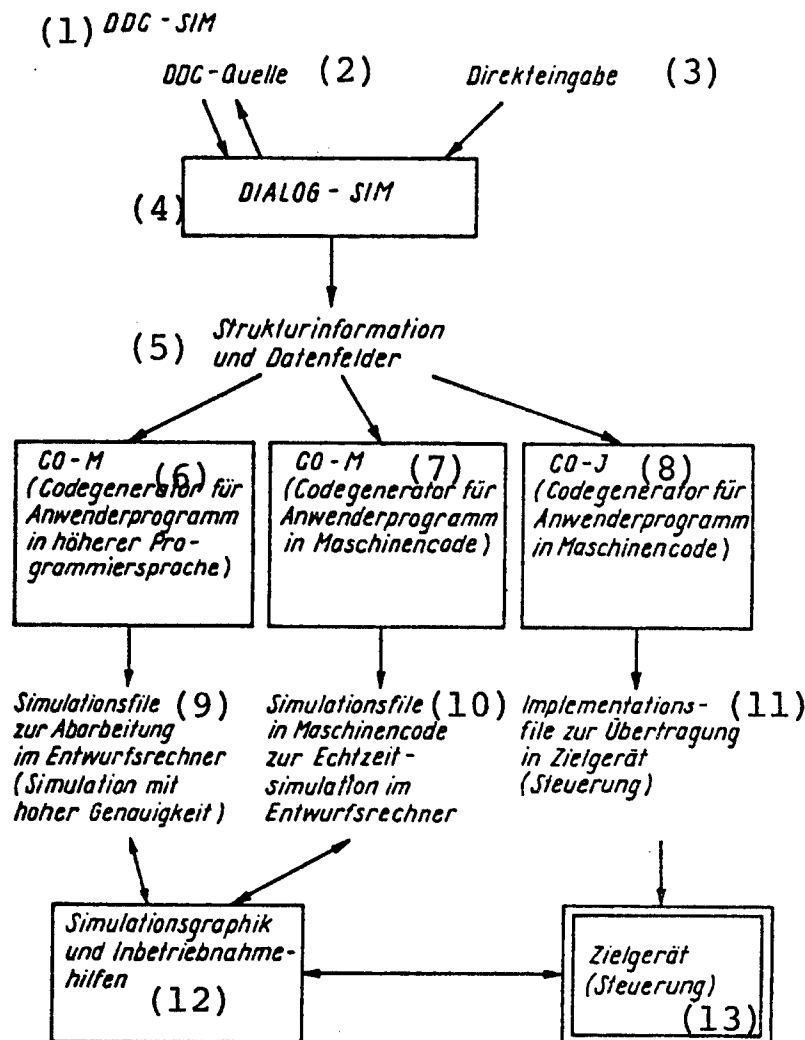 (1) DDC-SIM
DDC-Quelle (2)
Direkteingabe (3)
DIALOG-SIM
(4)
(5) Strukturinformation
und Datenfelder
CO-M (6)
(Codegenerator für
Anwenderprogramm
in höherer Pro-
grammiersprache)
CO-M (7)
(Codegenerator für
Anwenderprogramm
in Maschinencode)
CO-J (8)
(Codegenerator für
Anwenderprogramm
in Maschinencode)
Simulationsfile (9)
zur Abarbeitung
im Entwurfsrechner
(Simulation mit
hoher Genauigkeit)
Simulationsfile (10)
in Maschinencode
zur Echtzeit-
simulation im
Entwurfsrechner
Implementations- (11)
file zur Übertragung
in Zielgerät
(Steuerung)
Simulationsgraphik
und Inbetriebnahme-
hilfen
(12)
Zielgerät
(Steuerung)
(13)